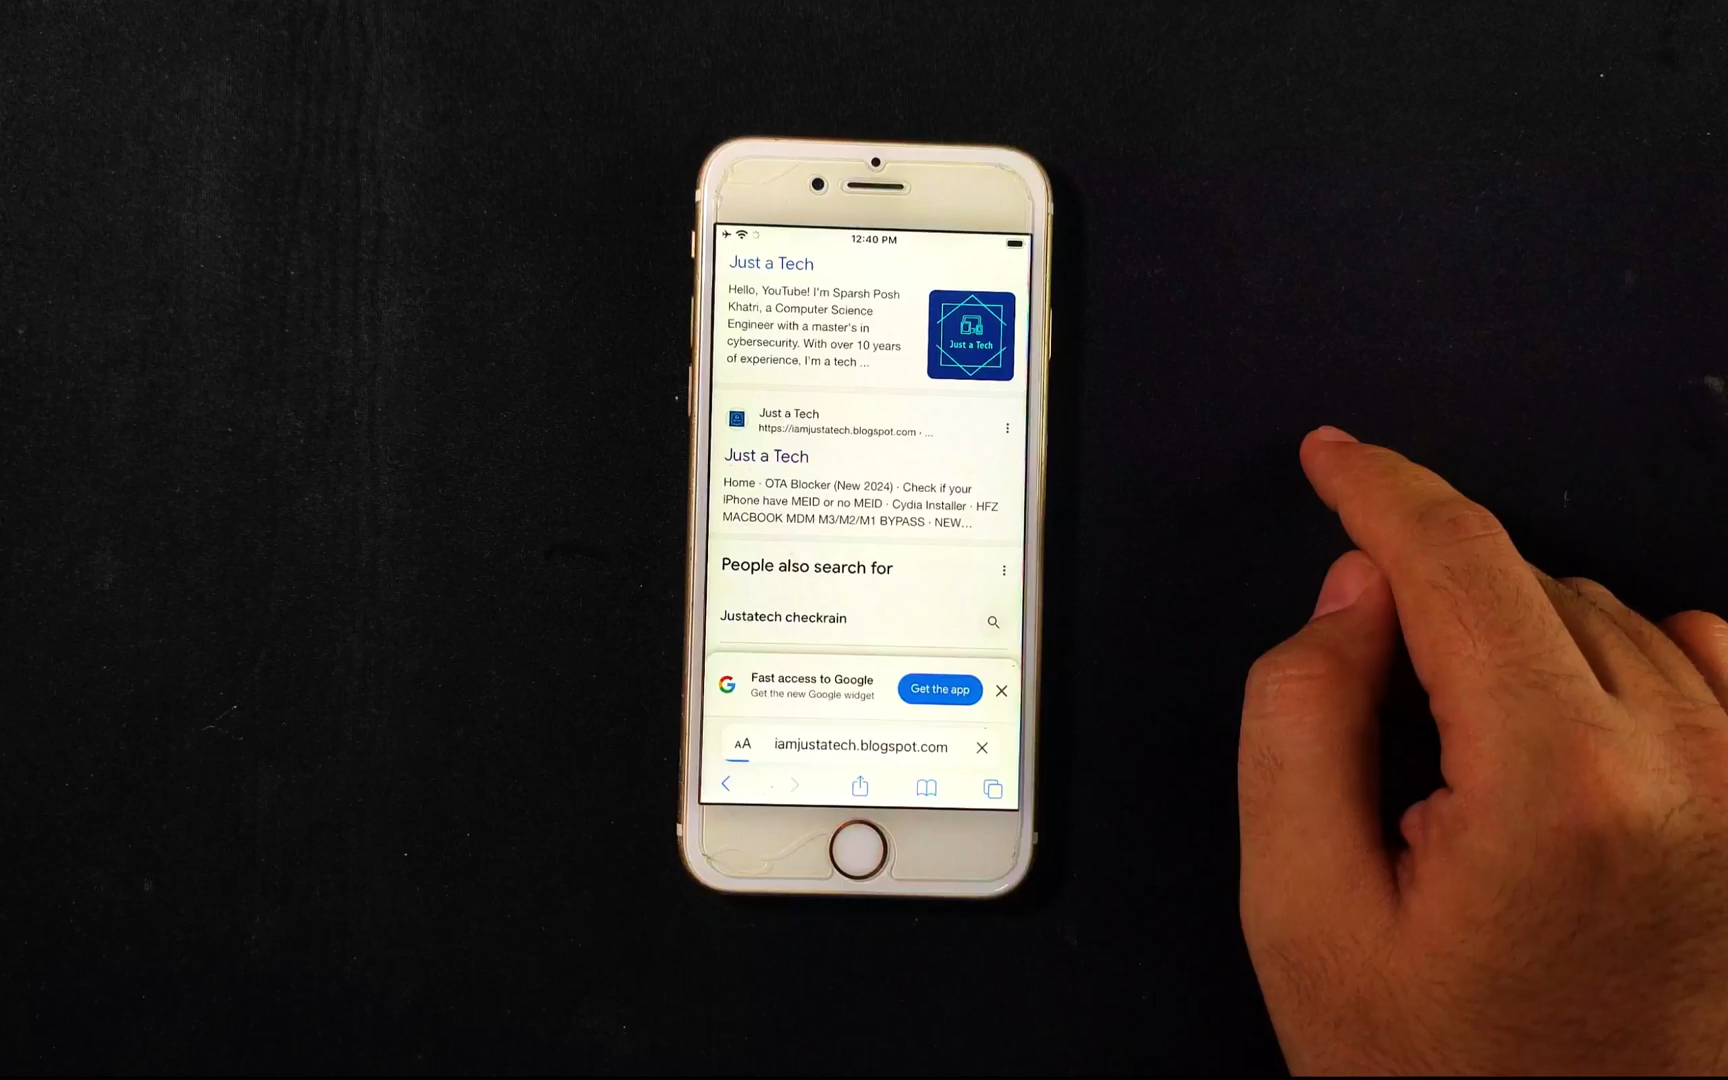 12:40 PM
Just a Tech
Hello, YouTube! I'm Sparsh Posh
Khatri, a Computer Science
Engineer with a master's in
cybersecurity. With over 10 years
of experience, I'm a tech ...
Just a Tech
Just a Tech
https://iamjustatech.blogspot.com · ...
Just a Tech
Home · OTA Blocker (New 2024) · Check if your
iPhone have MEID or no MEID · Cydia Installer · HFZ
MACBOOK MDM M3/M2/M1 BYPASS · NEW...
People also search for
Justatech checkrain
Fast access to Google
Get the new Google widget
Get the app
AA iamjustatech.blogspot.com